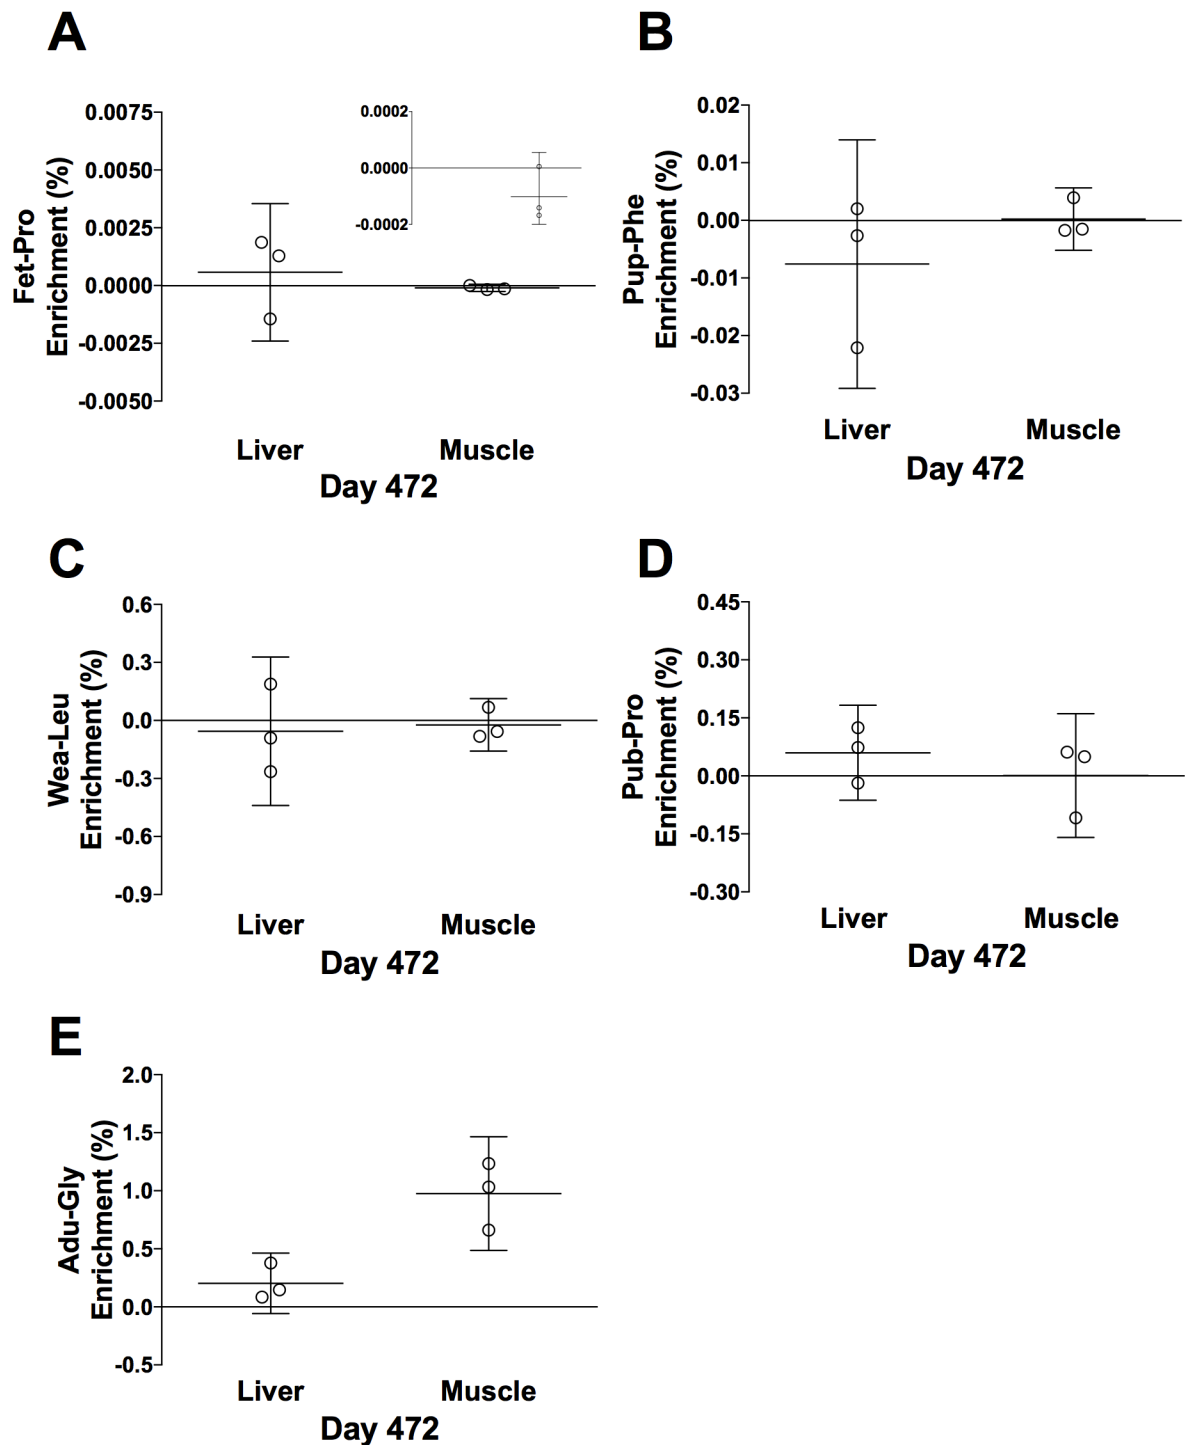 A
Fet-Pro
Enrichment (%)
0.0075
0.0050
0.0025
0.0000
-0.0025
-0.0050
0.0002
0.0000
-0.0002
Liver
Muscle
Day 472
B
Pup-Phe
Enrichment (%)
0.02
0.01
0.00
-0.01
-0.02
-0.03
Liver
Muscle
Day 472
C
Wea-Leu
Enrichment (%)
0.6
0.3
0.0
-0.3
-0.6
-0.9
Liver
Muscle
Day 472
D
Pub-Pro
Enrichment (%)
0.45
0.30
0.15
0.00
-0.15
-0.30
Liver
Muscle
Day 472
E
Adu-Gly
Enrichment (%)
2.0
1.5
1.0
0.5
0.0
-0.5
Liver
Muscle
Day 472